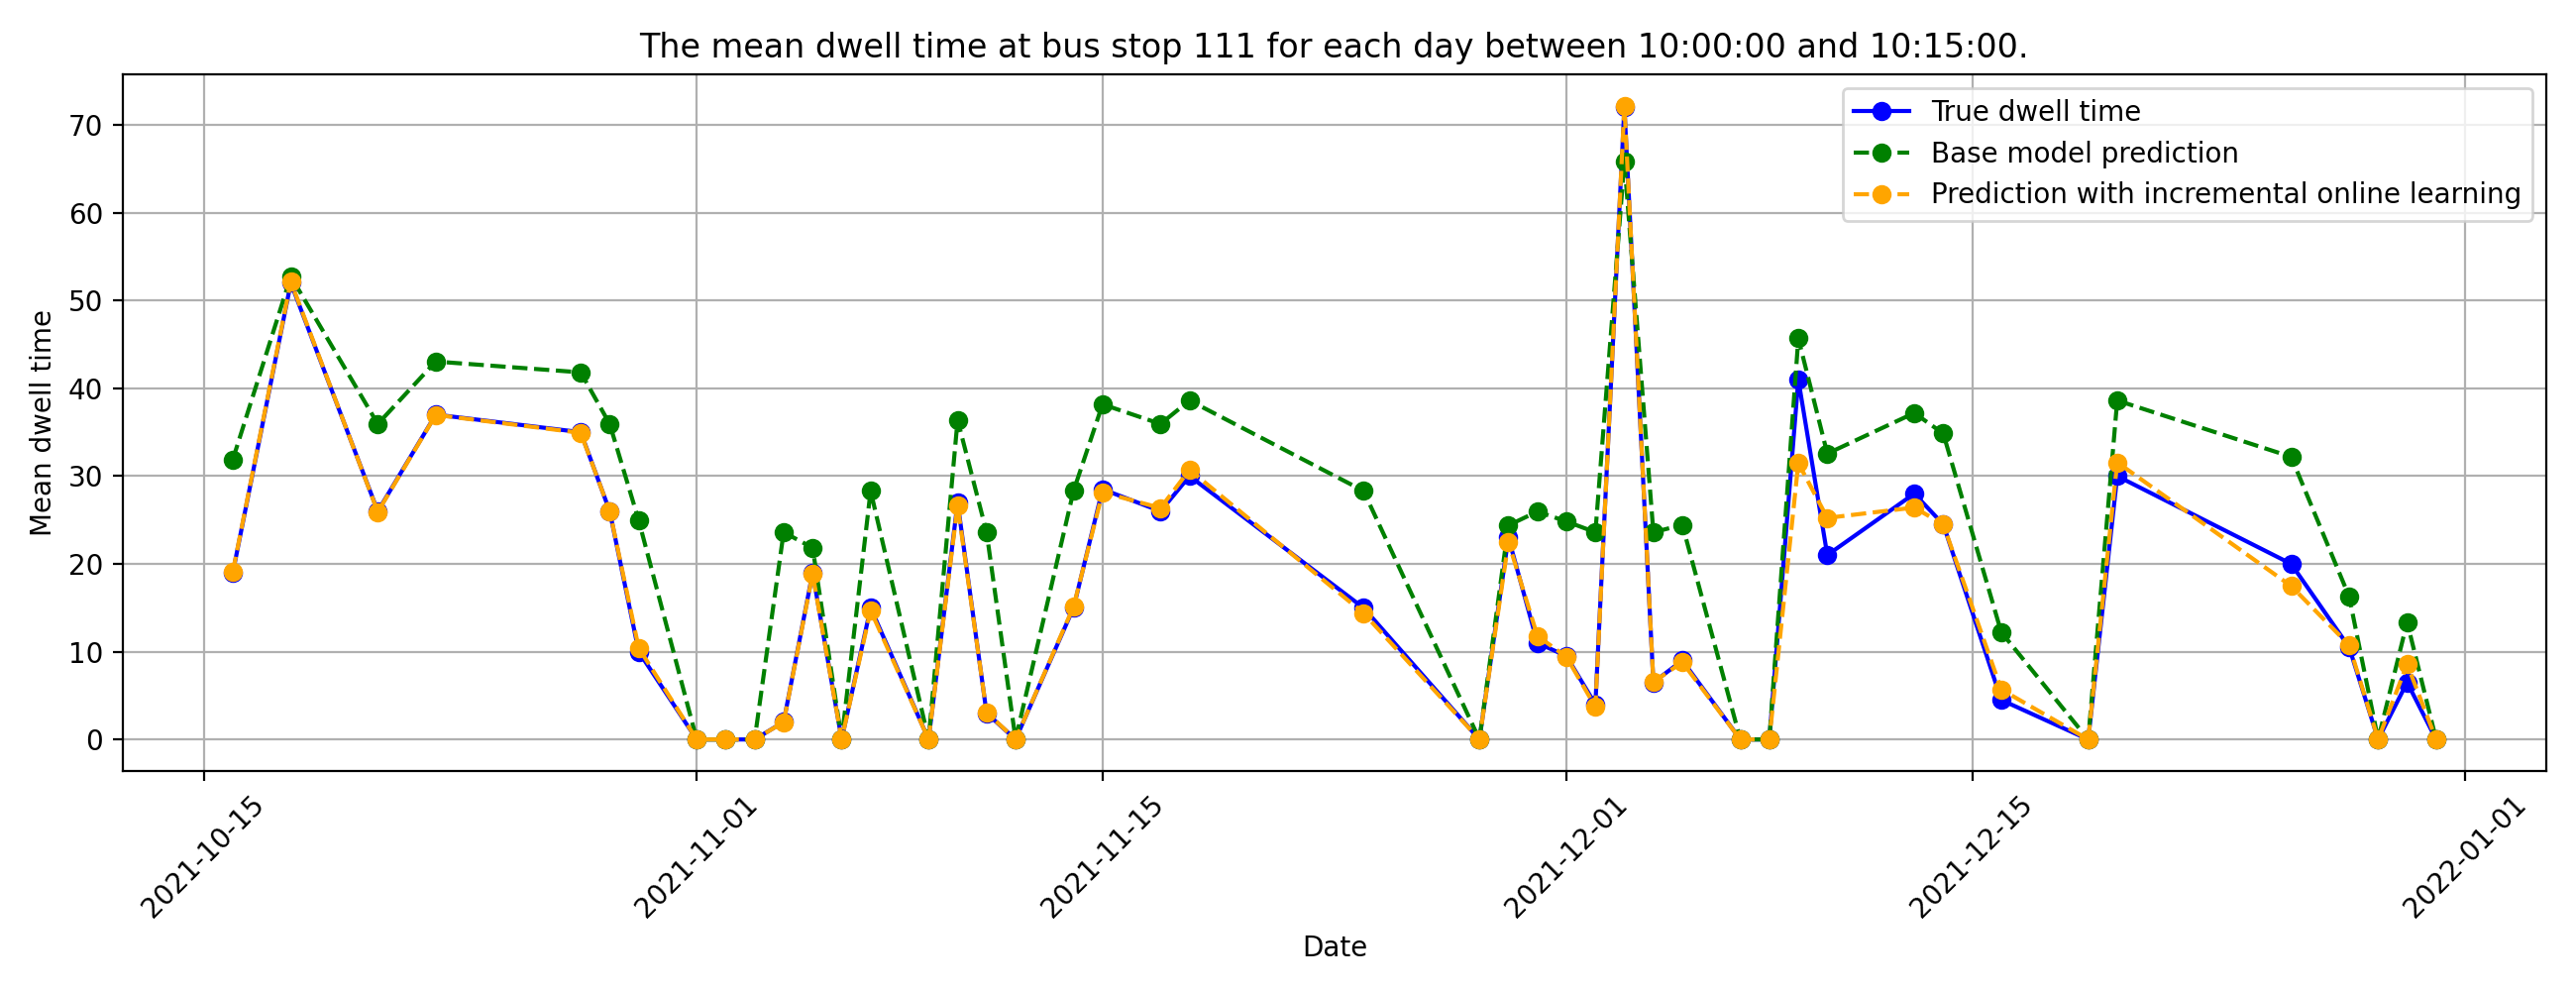 The mean dwell time at bus stop 111 for each day between 10:00:00 and 10:15:00.
True dwell time
Base model prediction
Prediction with incremental online learning
Mean dwell time
70
60
50
40
30
20
10
0
2021-10-15
2021-11-01
2021-11-15
2021-12-01
2021-12-15
2022-01-01
Date